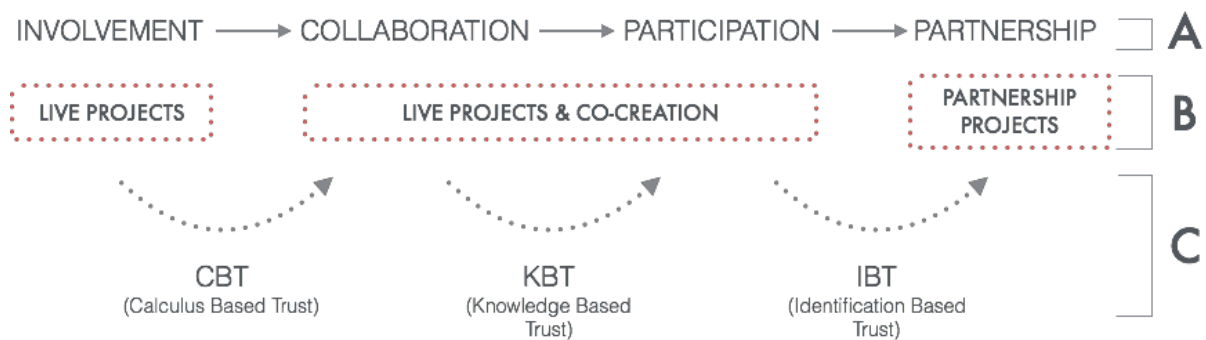 INVOLVEMENT COLLABORATION PARTICIPATION PARTNERSHIP A
LIVE PROJECTS LIVE PROJECTS & CO-CREATION PARTNERSHIP PROJECTS B
C
CBT
(Calculus Based Trust)
KBT
(Knowledge Based
Trust)
IBT
(Identification Based
Trust)